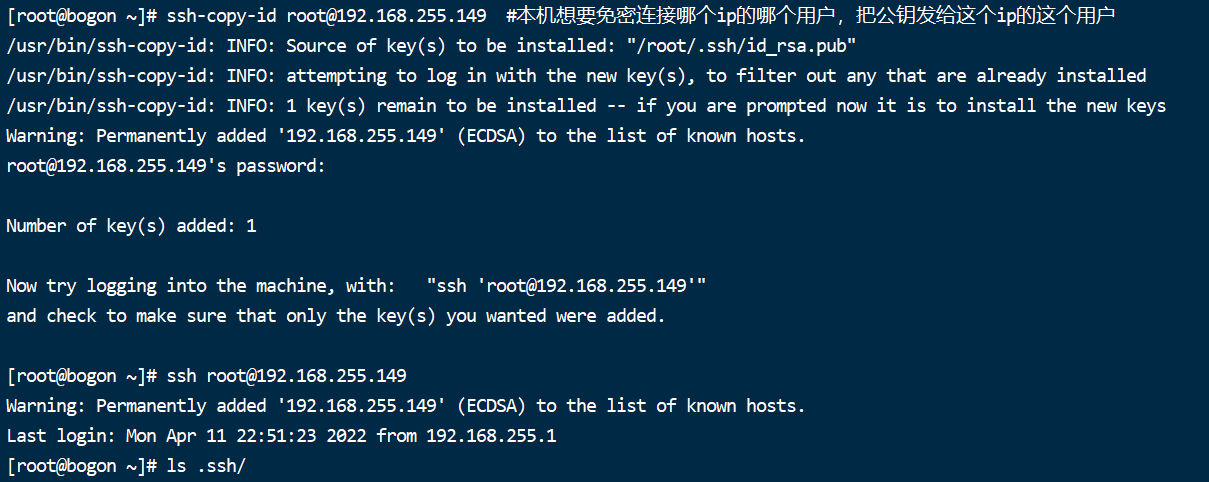 [root@bogon ~]# ssh-copy-id root@192.168.255.149  #本机想要免密连接哪个ip的哪个用户，把公钥发给这个ip的这个用户
/usr/bin/ssh-copy-id: INFO: Source of key(s) to be installed: "/root/.ssh/id_rsa.pub"
/usr/bin/ssh-copy-id: INFO: attempting to log in with the new key(s), to filter out any that are already installed
/usr/bin/ssh-copy-id: INFO: 1 key(s) remain to be installed -- if you are prompted now it is to install the new keys
Warning: Permanently added '192.168.255.149' (ECDSA) to the list of known hosts.
root@192.168.255.149's password:
Number of key(s) added: 1
Now try logging into the machine, with:   "ssh 'root@192.168.255.149'"
and check to make sure that only the key(s) you wanted were added.
[root@bogon ~]# ssh root@192.168.255.149
Warning: Permanently added '192.168.255.149' (ECDSA) to the list of known hosts.
Last login: Mon Apr 11 22:51:23 2022 from 192.168.255.1
[root@bogon ~]# ls .ssh/